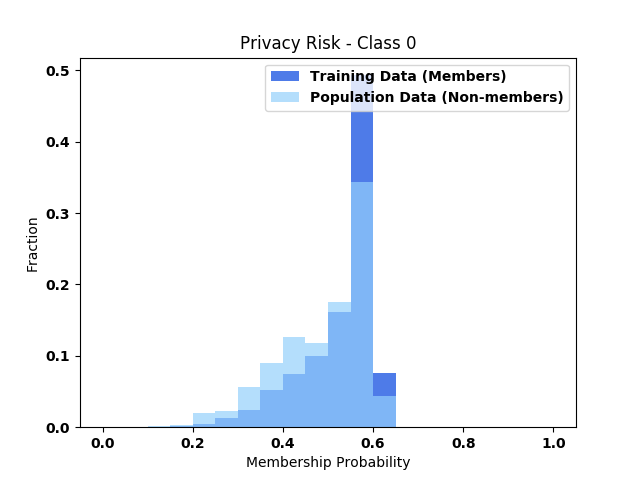 Privacy Risk - Class 0
Training Data (Members)
Population Data (Non-members)
0.5
0.4
0.3
0.2
0.1
0.0
Fraction
0.0 0.2 0.4 0.6 0.8 1.0
Membership Probability